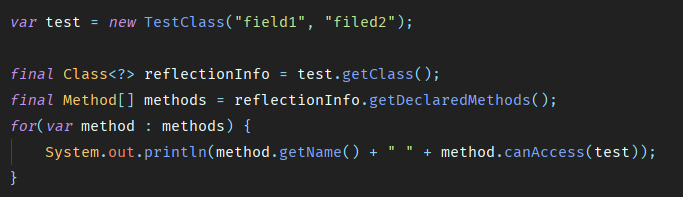 var test = new TestClass("field1", "filed2");
final Class<?> reflectionInfo = test.getClass();
final Method[] methods = reflectionInfo.getDeclaredMethods();
for(var method : methods) {
    System.out.println(method.getName() + " " + method.canAccess(test));
}